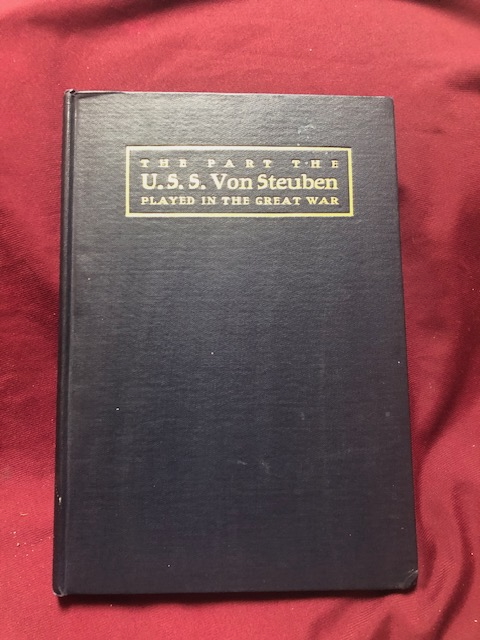 THE PART THE
U. S. S. Von Steuben
PLAYED IN THE GREAT WAR